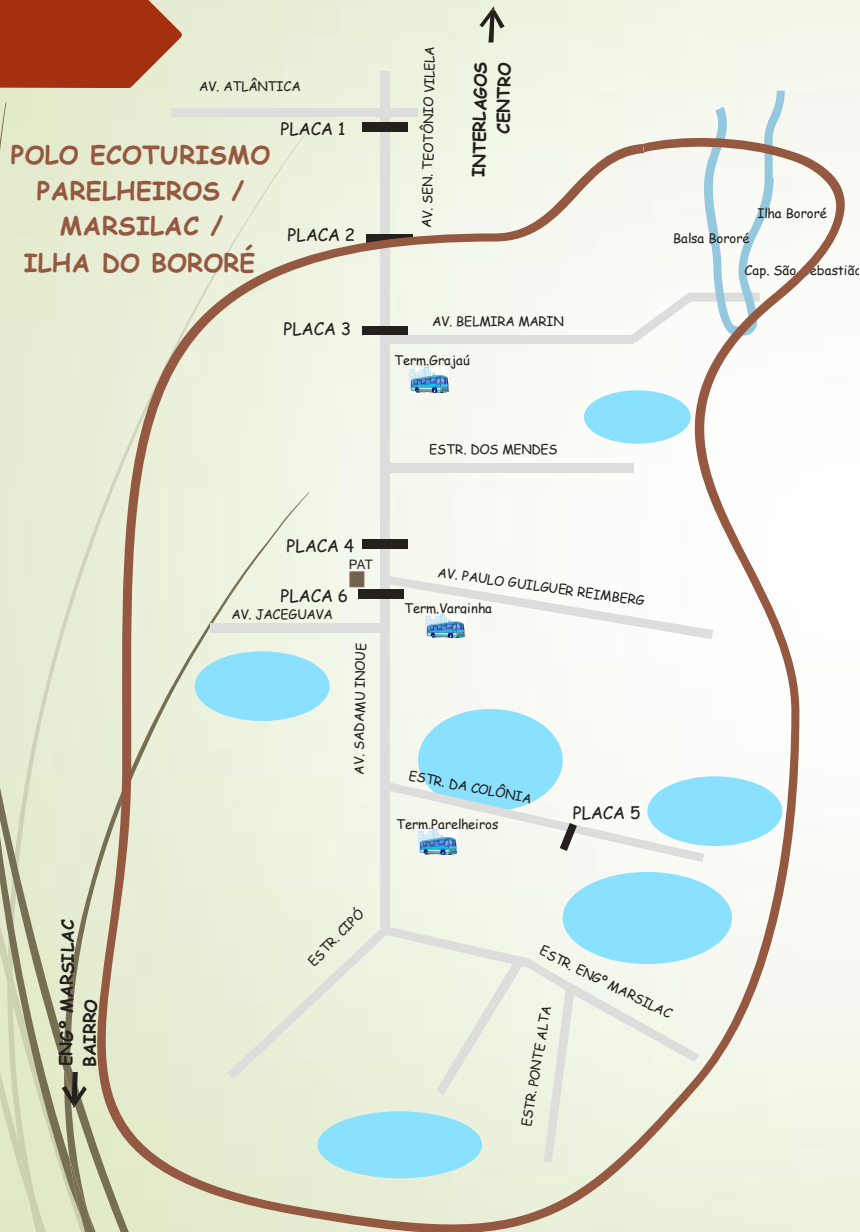 INTERLAGOS
CENTRO
AV. ATLÂNTICA
AV. SEN. TEOTÔNIO VILELA
PLACA 1
POLO ECOTURISMO
PARELHEIROS /
MARSILAC /
ILHA DO BORORÉ
PLACA 2
Ilha Bororé
Balsa Bororé
Cap. São Sebastião
PLACA 3
AV. BELMIRA MARIN
Term.Grajaú
ESTR. DOS MENDES
PLACA 4
PAT
AV. PAULO GUILGUER REIMBERG
PLACA 6
Term.Varginha
AV. JACEGUAVA
AV. SADAMU INOUE
ESTR. DA COLÔNIA
PLACA 5
Term.Parelheiros
ESTR. CIPÓ
ESTR. ENGº MARSILAC
ESTR. PONTE ALTA
ENGº MARSILAC
BAIRRO